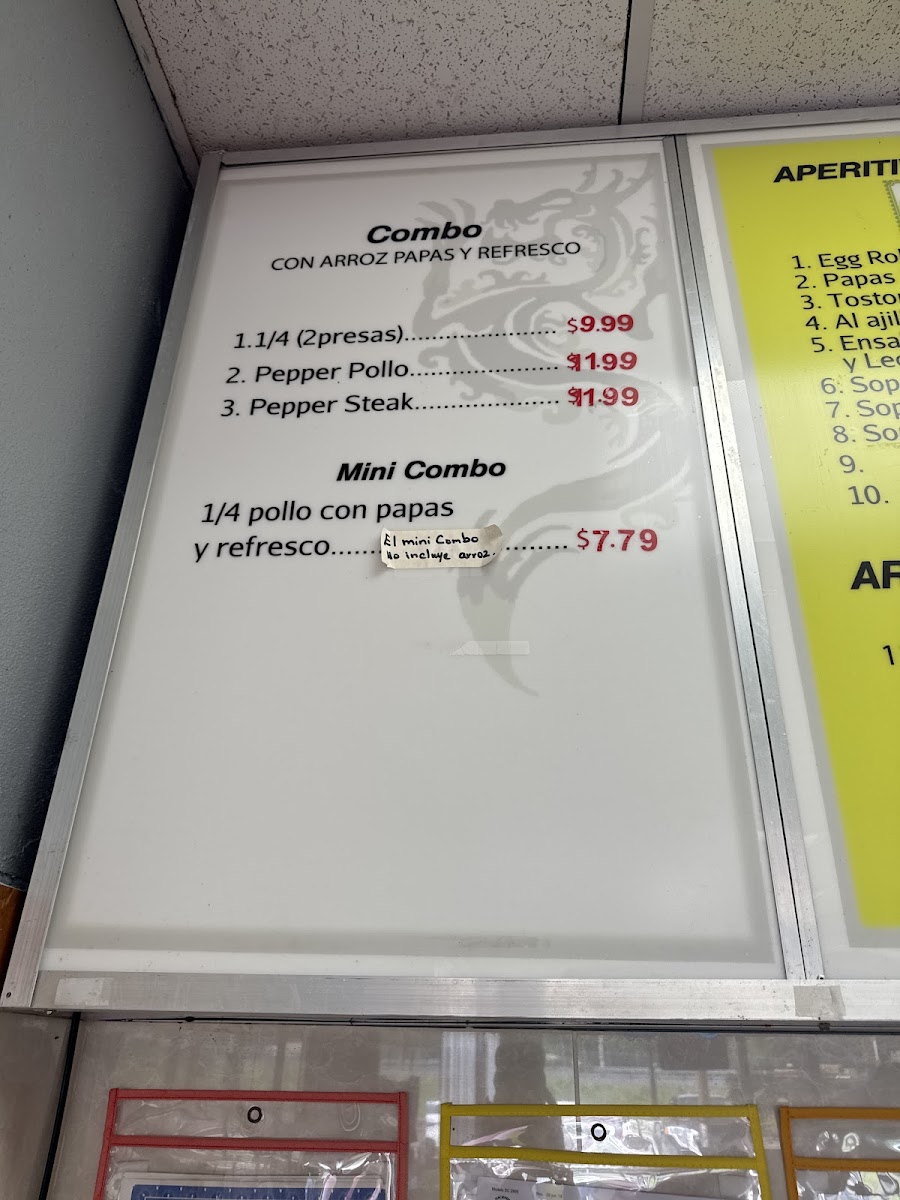 Combo
CON ARROZ PAPAS Y REFRESCO
1.1/4 (2presas)...................... $9.99
2. Pepper Pollo..................... $11.99
3. Pepper Steak.................... $11.99
Mini Combo
1/4 pollo con papas
y refresco...... El mini Combo ......... $7.79
No incluye arroz.
APERITI
1. Egg Rol
2. Papas
3. Tosto
4. Al ajil
5. Ensa
y Lec
6. Sop
7. Sop
8. So
9.
10.
AR
1